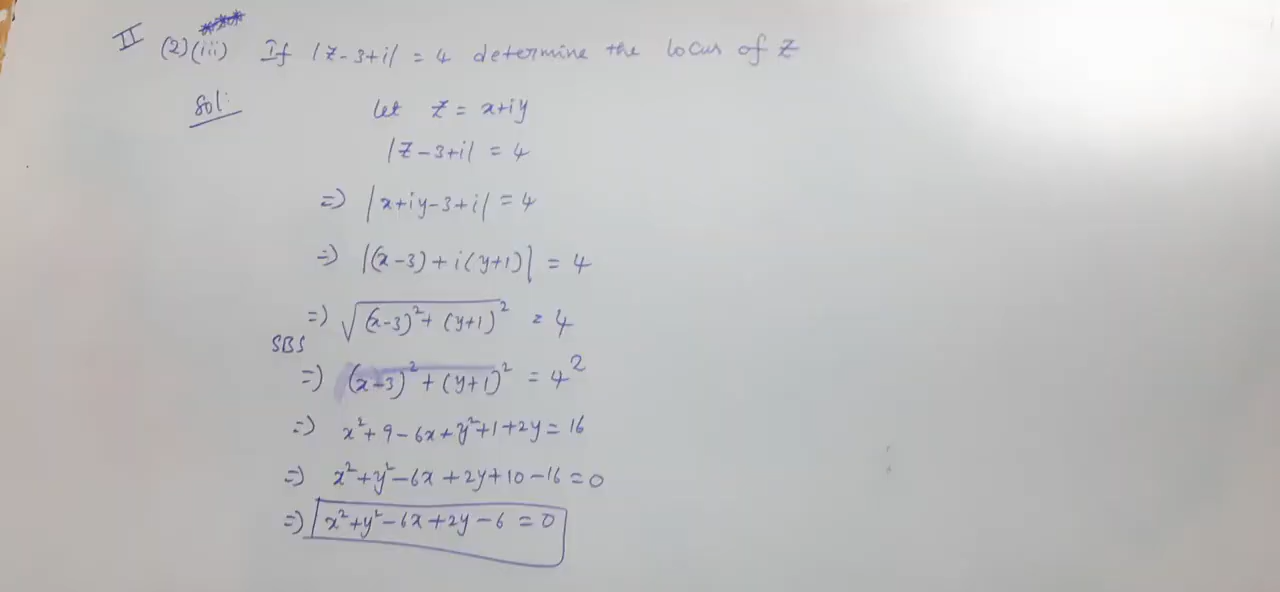 II (2)(iii) If |z-3+i| = 4 determine the locus of z
Sol:
let z = x+iy
|z-3+i| = 4
=) |x+iy-3+i| = 4
=) |(x-3)+i(y+1)| = 4
=) √(x-3)²+(y+1)² = 4
SBS
=) (x-3)²+(y+1)² = 4²
=) x²+9-6x+y²+1+2y=16
=) x²+y²-6x+2y+10-16=0
=) x²+y²-6x+2y-6=0